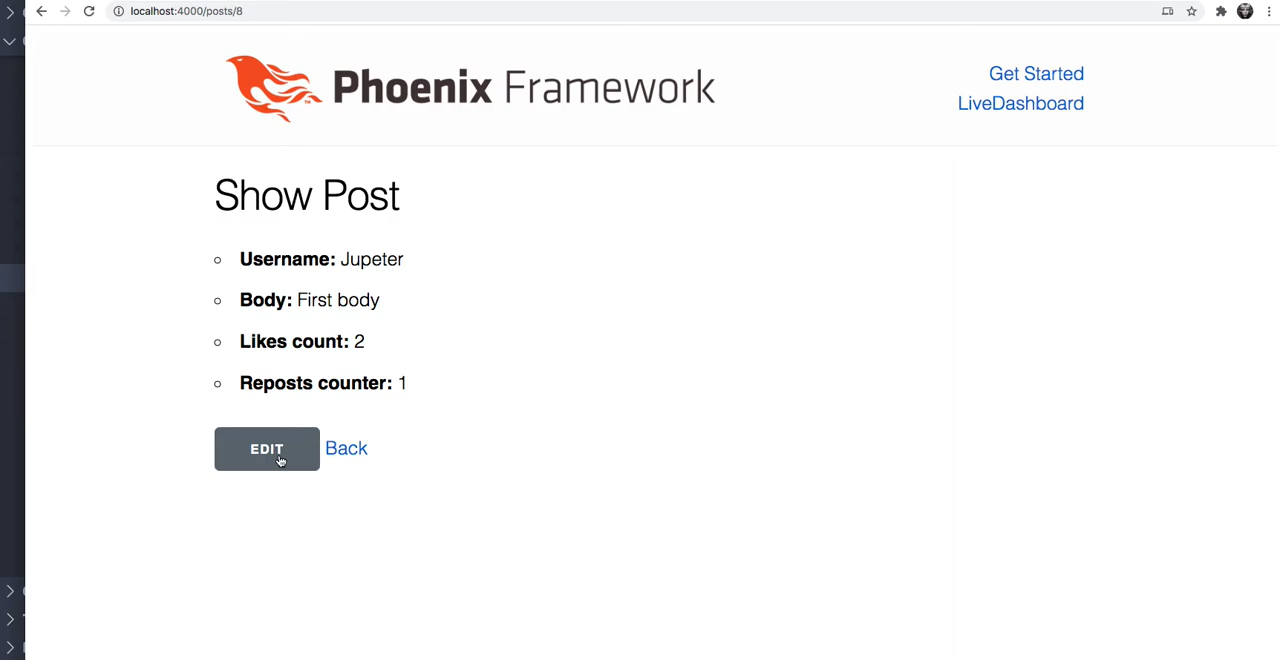 localhost:4000/posts/8
Phoenix Framework
Get Started
LiveDashboard
Show Post
Username: Jupeter
Body: First body
Likes count: 2
Reposts counter: 1
EDIT Back